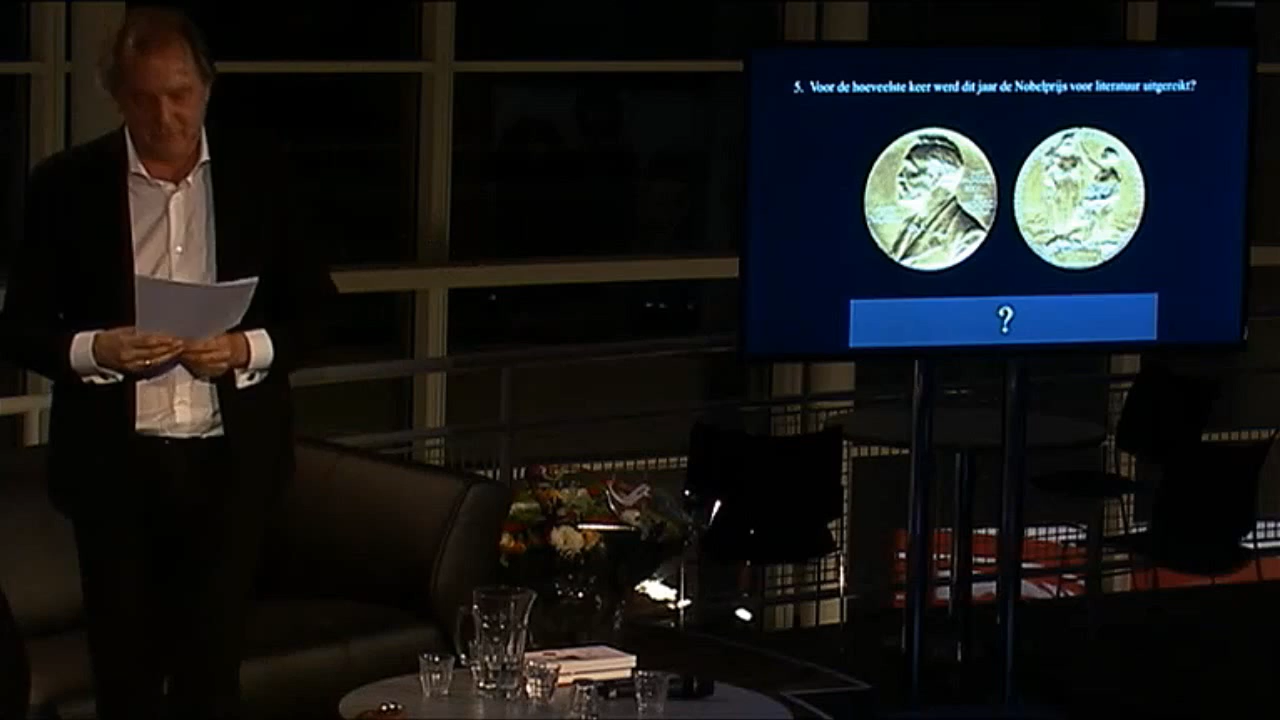 5. Voor de hoeveelste keer werd dit jaar de Nobelprijs voor literatuur uitgereikt?
?